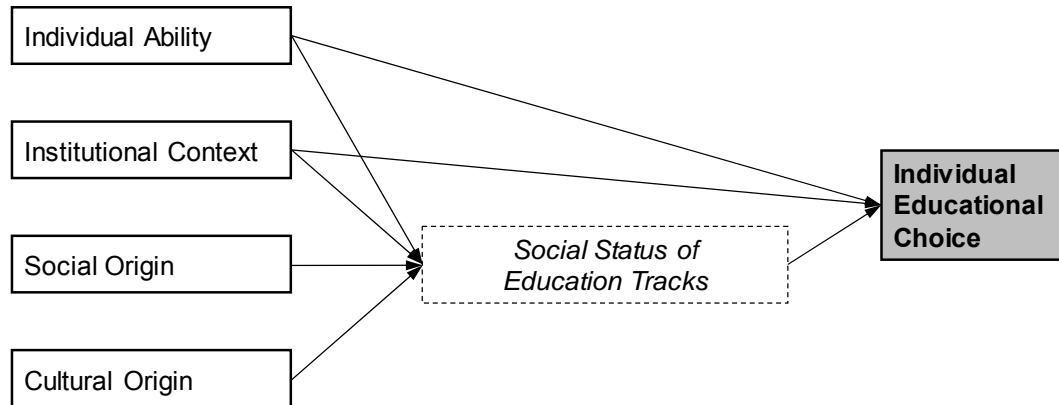 Individual Ability
Institutional Context
Social Origin
Cultural Origin
Social Status of
Education Tracks
Individual
Educational
Choice